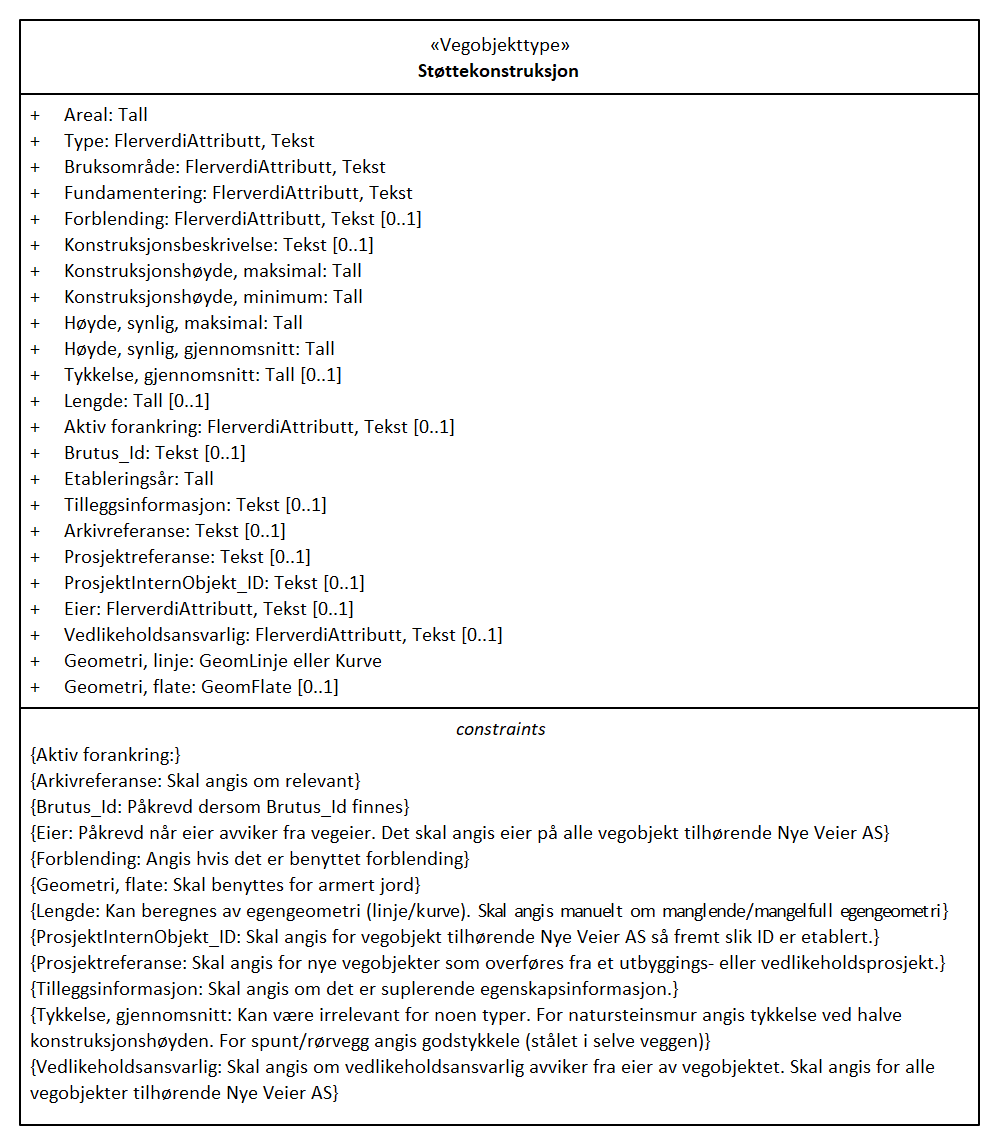 «Vegobjekttype»
Støttekonstruksjon
+ Areal: Tall
+ Type: FlerverdiAttributt, Tekst
+ Bruksområde: FlerverdiAttributt, Tekst
+ Fundamentering: FlerverdiAttributt, Tekst
+ Forblending: FlerverdiAttributt, Tekst [0..1]
+ Konstruksjonsbeskrivelse: Tekst [0..1]
+ Konstruksjonshøyde, maksimal: Tall
+ Konstruksjonshøyde, minimum: Tall
+ Høyde, synlig, maksimal: Tall
+ Høyde, synlig, gjennomsnitt: Tall
+ Tykkelse, gjennomsnitt: Tall [0..1]
+ Lengde: Tall [0..1]
+ Aktiv forankring: FlerverdiAttributt, Tekst [0..1]
+ Brutus_Id: Tekst [0..1]
+ Etableringsår: Tall
+ Tilleggsinformasjon: Tekst [0..1]
+ Arkivreferanse: Tekst [0..1]
+ Prosjektreferanse: Tekst [0..1]
+ ProsjektInternObjekt_ID: Tekst [0..1]
+ Eier: FlerverdiAttributt, Tekst [0..1]
+ Vedlikeholdsansvarlig: FlerverdiAttributt, Tekst [0..1]
+ Geometri, linje: GeomLinje eller Kurve
+ Geometri, flate: GeomFlate [0..1]
constraints
{Aktiv forankring:}
{Arkivreferanse: Skal angis om relevant}
{Brutus_Id: Påkrevd dersom Brutus_Id finnes}
{Eier: Påkrevd når eier avviker fra vegeier. Det skal angis eier på alle vegobjekt tilhørende Nye Veier AS}
{Forblending: Angis hvis det er benyttet forblending}
{Geometri, flate: Skal benyttes for armert jord}
{Lengde: Kan beregnes av egengeometri (linje/kurve). Skal angis manuelt om manglende/mangelfull egengeometri}
{ProsjektInternObjekt_ID: Skal angis for vegobjekt tilhørende Nye Veier AS så fremt slik ID er etablert.}
{Prosjektreferanse: Skal angis for nye vegobjekter som overføres fra et utbyggings- eller vedlikeholdsprosjekt.}
{Tilleggsinformasjon: Skal angis om det er suplerende egenskapsinformasjon.}
{Tykkelse, gjennomsnitt: Kan være irrelevant for noen typer. For natursteinsmur angis tykkelse ved halve
konstruksjonshøyden. For spunt/rørvegg angis godstykkele (stålet i selve veggen)}
{Vedlikeholdsansvarlig: Skal angis om vedlikeholdsansvarlig avviker fra eier av vegobjektet. Skal angis for alle
vegobjekter tilhørende Nye Veier AS}